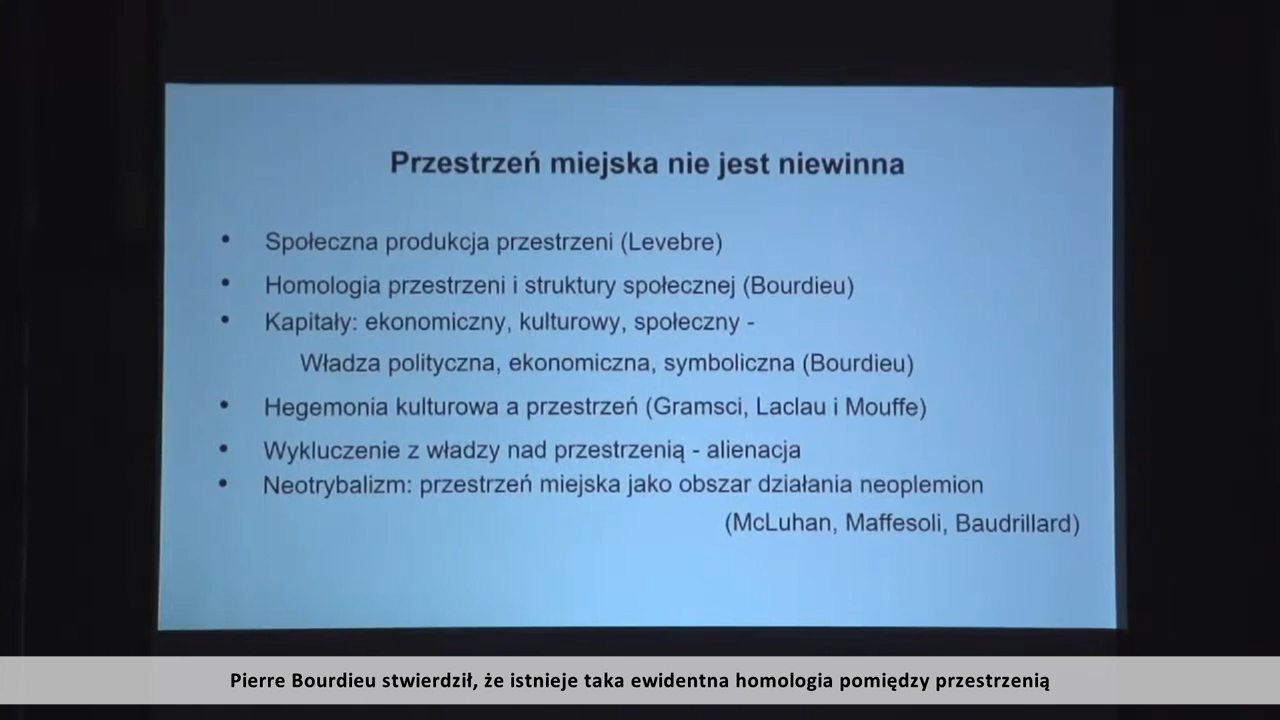 Przestrzeń miejska nie jest niewinna
• Społeczna produkcja przestrzeni (Levebre)
• Homologia przestrzeni i struktury społecznej (Bourdieu)
• Kapitały: ekonomiczny, kulturowy, społeczny -
Władza polityczna, ekonomiczna, symboliczna (Bourdieu)
• Hegemonia kulturowa a przestrzeń (Gramsci, Laclau i Mouffe)
• Wykluczenie z władzy nad przestrzenią - alienacja
• Neotrybalizm: przestrzeń miejska jako obszar działania neoplemion
(McLuhan, Maffesoli, Baudrillard)
Pierre Bourdieu stwierdził, że istnieje taka ewidentna homologia pomiędzy przestrzenią